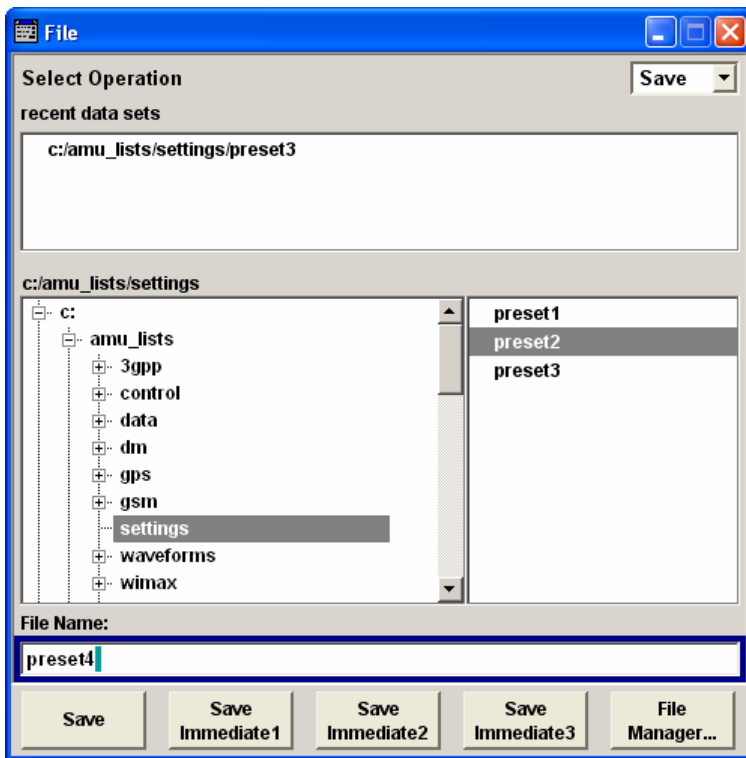 File
Select Operation
Save
recent data sets
c:/amu_lists/settings/preset3
c:/amu_lists/settings
c:
amu_lists
3gpp
control
data
dm
gps
gsm
settings
waveforms
wimax
preset1
preset2
preset3
File Name:
preset4
Save
Save
Immediate1
Save
Immediate2
Save
Immediate3
File
Manager...